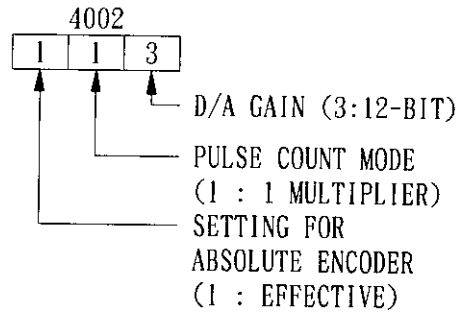 4002
1 1 3
D/A GAIN (3:12-BIT)
PULSE COUNT MODE
(1 : 1 MULTIPLIER)
SETTING FOR
ABSOLUTE ENCODER
(1 : EFFECTIVE)